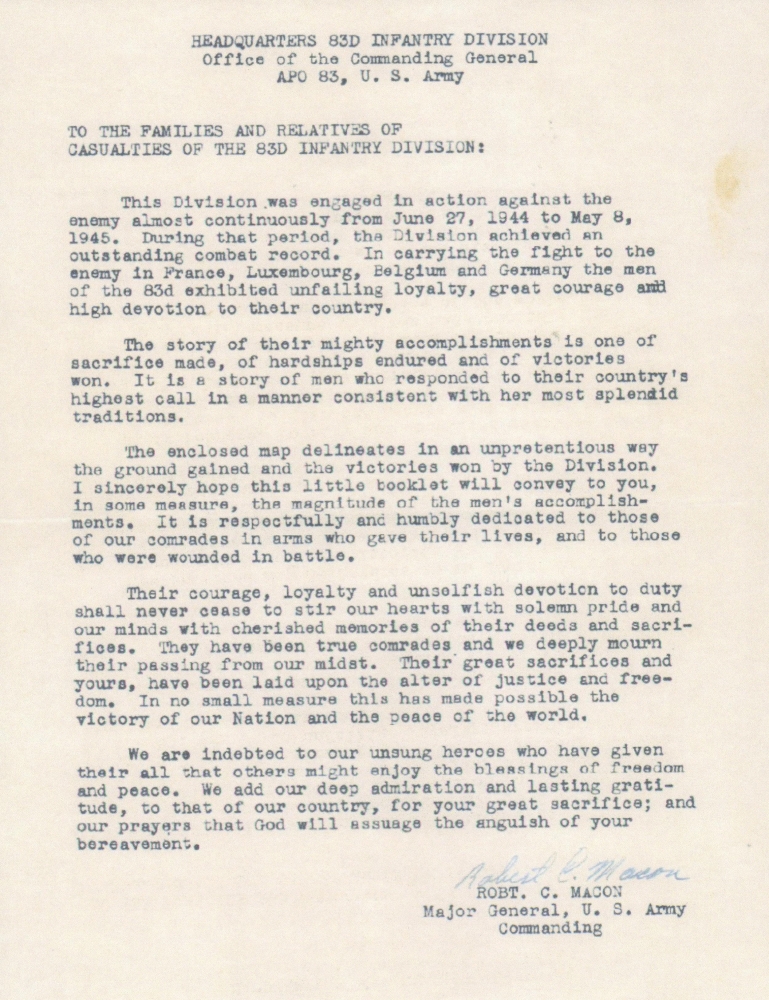 HEADQUARTERS 83D INFANTRY DIVISION
Office of the Commanding General
APO 83, U. S. Army
TO THE FAMILIES AND RELATIVES OF
CASUALTIES OF THE 83D INFANTRY DIVISION:
This Division was engaged in action against the
enemy almost continuously from June 27, 1944 to May 8,
1945. During that period, the Division achieved an
outstanding combat record. In carrying the fight to the
enemy in France, Luxembourg, Belgium and Germany the men
of the 83d exhibited unfailing loyalty, great courage and
high devotion to their country.
The story of their mighty accomplishments is one of
sacrifice made, of hardships endured and of victories
won. It is a story of men who responded to their country's
highest call in a manner consistent with her most splendid
traditions.
The enclosed map delineates in an unpretentious way
the ground gained and the victories won by the Division.
I sincerely hope this little booklet will convey to you,
in some measure, the magnitude of the men's accomplish-
ments. It is respectfully and humbly dedicated to those
of our comrades in arms who gave their lives, and to those
who were wounded in battle.
Their courage, loyalty and unselfish devotion to duty
shall never cease to stir our hearts with solemn pride and
our minds with cherished memories of their deeds and sacri-
fices. They have been true comrades and we deeply mourn
their passing from our midst. Their great sacrifices and
yours, have been laid upon the alter of justice and free-
dom. In no small measure this has made possible the
victory of our Nation and the peace of the world.
We are indebted to our unsung heroes who have given
their all that others might enjoy the blessings of freedom
and peace. We add our deep admiration and lasting grati-
tude, to that of our country, for your great sacrifice; and
our prayers that God will assuage the anguish of your
bereavement.
Robert C. Macon
ROBT. C. MACON
Major General, U. S. Army
Commanding